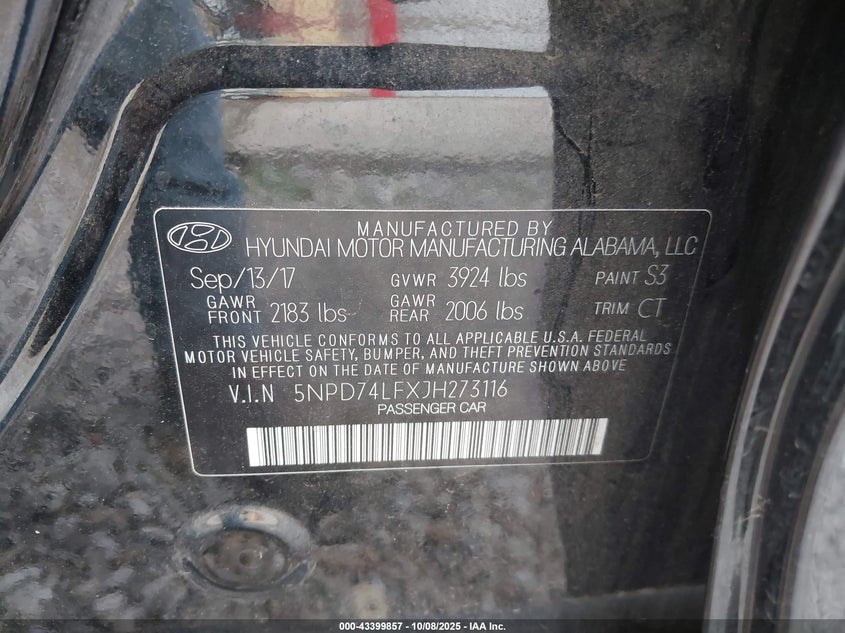 MANUFACTURED BY
HYUNDAI MOTOR MANUFACTURING ALABAMA, LLC
Sep/13/17 GVWR 3924 lbs PAINT S3
GAWR FRONT 2183 lbs GAWR REAR 2006 lbs TRIM CT
THIS VEHICLE CONFORMS TO ALL APPLICABLE U.S.A. FEDERAL
MOTOR VEHICLE SAFETY, BUMPER, AND THEFT PREVENTION STANDARDS
IN EFFECT ON THE DATE OF MANUFACTURE SHOWN ABOVE
V.I.N 5NPD74LFXJH273116
PASSENGER CAR
000-43399857 - 10/08/2025 - IAA Inc.